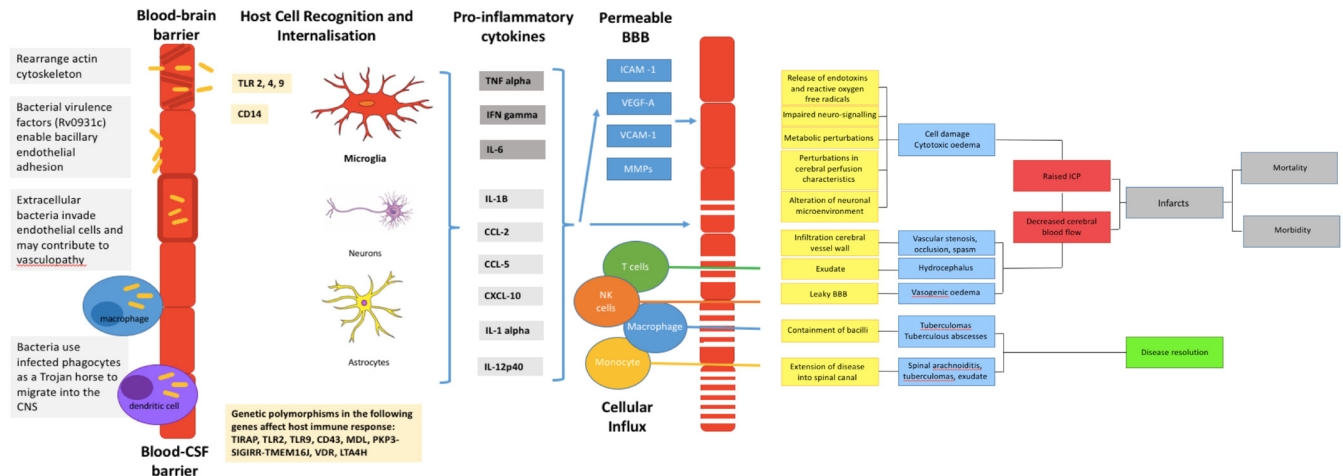 Blood-brain
barrier
Rearrange actin
cytoskeleton
Bacterial virulence
factors (Rv0931c)
enable bacillary
endothelial
adhesion
Extracellular
bacteria invade
endothelial cells and
may contribute to
vasculopathy
macrophage
Bacteria use
infected phagocytes
as a Trojan horse to
migrate into the
CNS
dendritic cell
Blood-CSF
barrier
Host Cell Recognition and
Internalisation
TLR 2, 4, 9
CD14
Microglia
Neurons
Astrocytes
Genetic polymorphisms in the following
genes affect host immune response:
TIRAP, TLR2, TLR9, CD43, MDL, PKP3-
SIGIRR-TMEM16J, VDR, LTA4H
Pro-inflammatory
cytokines
TNF alpha
IFN gamma
IL-6
IL-1B
CCL-2
CCL-5
CXCL-10
IL-1 alpha
IL-12p40
Permeable
BBB
ICAM -1
VEGF-A
VCAM-1
MMPs
T cells
NK
cells
Macrophage
Monocyte
Cellular
Influx
Release of endotoxins
and reactive oxygen
free radicals
Impaired neuro-signalling
Metabolic perturbations
Perturbations in
cerebral perfusion
characteristics
Alteration of neuronal
microenvironment
Infiltration cerebral
vessel wall
Exudate
Leaky BBB
Containment of bacilli
Extension of disease
into spinal canal
Cell damage
Cytotoxic oedema
Vascular stenosis,
occlusion, spasm
Hydrocephalus
Vasogenic oedema
Tuberculomas
Tuberculous abscesses
Spinal arachnoiditis,
tuberculomas, exudate
Raised ICP
Decreased cerebral
blood flow
Infarcts
Mortality
Morbidity
Disease resolution